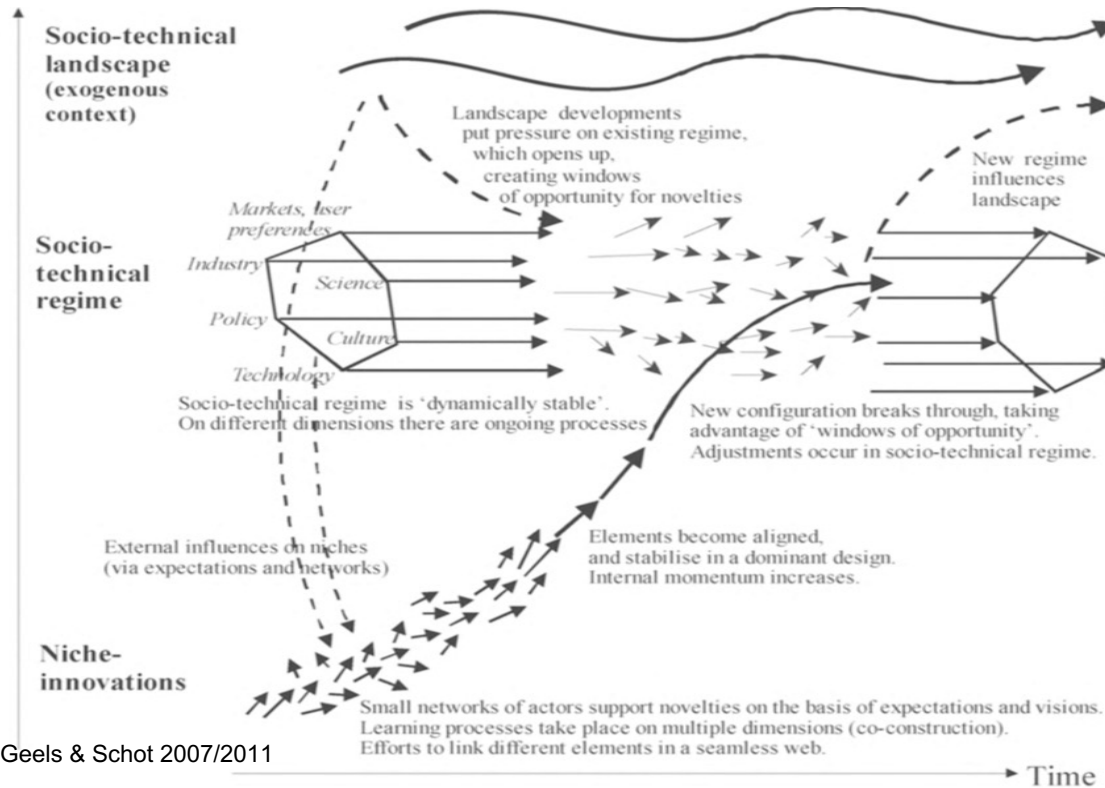 Socio-technical
landscape
(exogenous
context)
Landscape developments
put pressure on existing regime,
which opens up,
creating windows
of opportunity for novelties
New regime
influences
landscape
Markets, user
preferences
Socio-
technical
regime
Industry
Science
Policy
Culture
Technology
Socio-technical regime is ‘dynamically stable’.
On different dimensions there are ongoing processes
New configuration breaks through, taking
advantage of ‘windows of opportunity’.
Adjustments occur in socio-technical regime.
External influences on niches
(via expectations and networks)
Elements become aligned,
and stabilise in a dominant design.
Internal momentum increases.
Niche-
innovations
Small networks of actors support novelties on the basis of expectations and visions.
Learning processes take place on multiple dimensions (co-construction).
Efforts to link different elements in a seamless web.
Geels & Schot 2007/2011
Time